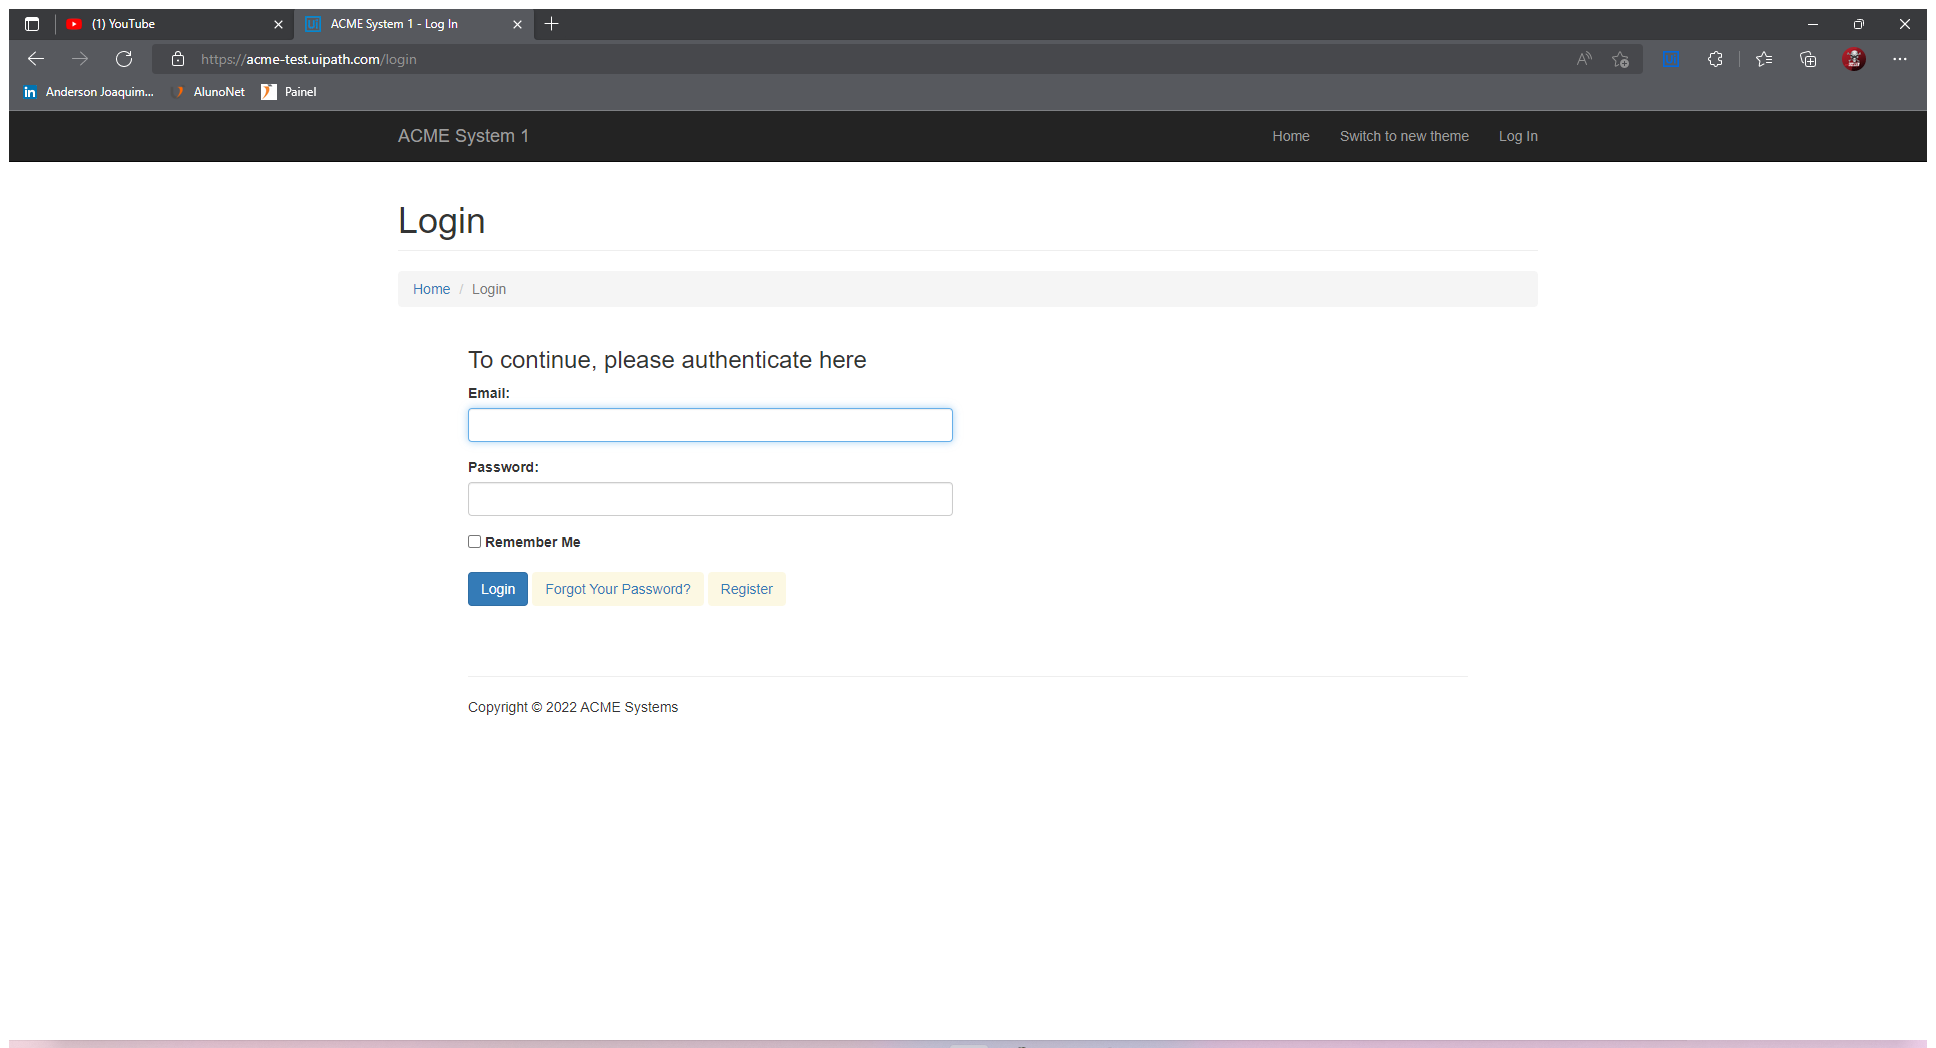 (1) YouTube
ACME System 1 - Log In
https://acme-test.uipath.com/login
Anderson Joaquim...
AlunoNet
Painel
ACME System 1
Home
Switch to new theme
Log In
Login
Home / Login
To continue, please authenticate here
Email:
Password:
Remember Me
Login
Forgot Your Password?
Register
Copyright © 2022 ACME Systems